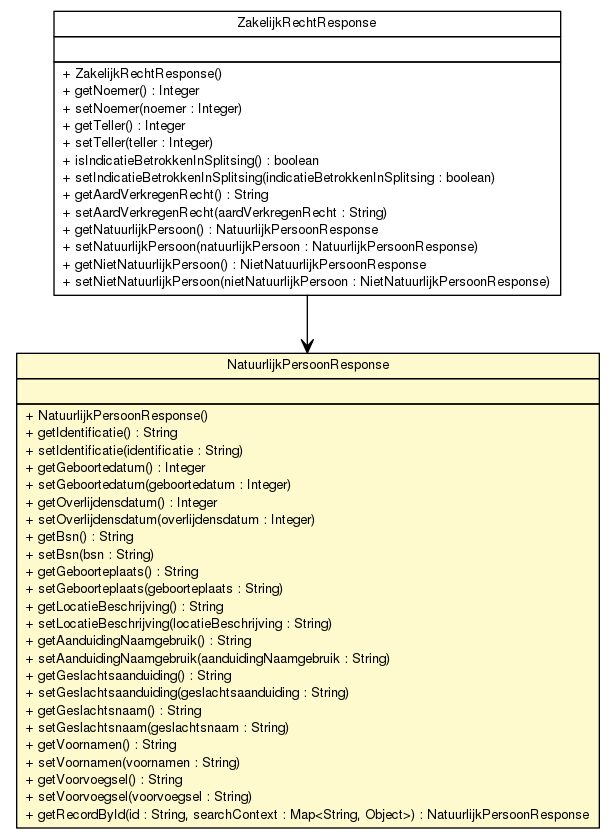 ZakelijkRechtResponse
+ ZakelijkRechtResponse()
+ getNoemer() : Integer
+ setNoemer(noemer : Integer)
+ getTeller() : Integer
+ setTeller(teller : Integer)
+ isIndicatieBetrokkenInSplitsing() : boolean
+ setIndicatieBetrokkenInSplitsing(indicatieBetrokkenInSplitsing : boolean)
+ getAardVerkregenRecht() : String
+ setAardVerkregenRecht(aardVerkregenRecht : String)
+ getNatuurlijkPersoon() : NatuurlijkPersoonResponse
+ setNatuurlijkPersoon(natuurlijkPersoon : NatuurlijkPersoonResponse)
+ getNietNatuurlijkPersoon() : NietNatuurlijkPersoonResponse
+ setNietNatuurlijkPersoon(nietNatuurlijkPersoon : NietNatuurlijkPersoonResponse)
NatuurlijkPersoonResponse
+ NatuurlijkPersoonResponse()
+ getIdentificatie() : String
+ setIdentificatie(identificatie : String)
+ getGeboortedatum() : Integer
+ setGeboortedatum(geboortedatum : Integer)
+ getOverlijdensdatum() : Integer
+ setOverlijdensdatum(overlijdensdatum : Integer)
+ getBsn() : String
+ setBsn(bsn : String)
+ getGeboorteplaats() : String
+ setGeboorteplaats(geboorteplaats : String)
+ getLocatieBeschrijving() : String
+ setLocatieBeschrijving(locatieBeschrijving : String)
+ getAanduidingNaamgebruik() : String
+ setAanduidingNaamgebruik(aanduidingNaamgebruik : String)
+ getGeslachtsaanduiding() : String
+ setGeslachtsaanduiding(geslachtsaanduiding : String)
+ getGeslachtsnaam() : String
+ setGeslachtsnaam(geslachtsnaam : String)
+ getVoornamen() : String
+ setVoornamen(voornamen : String)
+ getVoorvoegsel() : String
+ setVoorvoegsel(voorvoegsel : String)
+ getRecordById(id : String, searchContext : Map<String, Object>) : NatuurlijkPersoonResponse